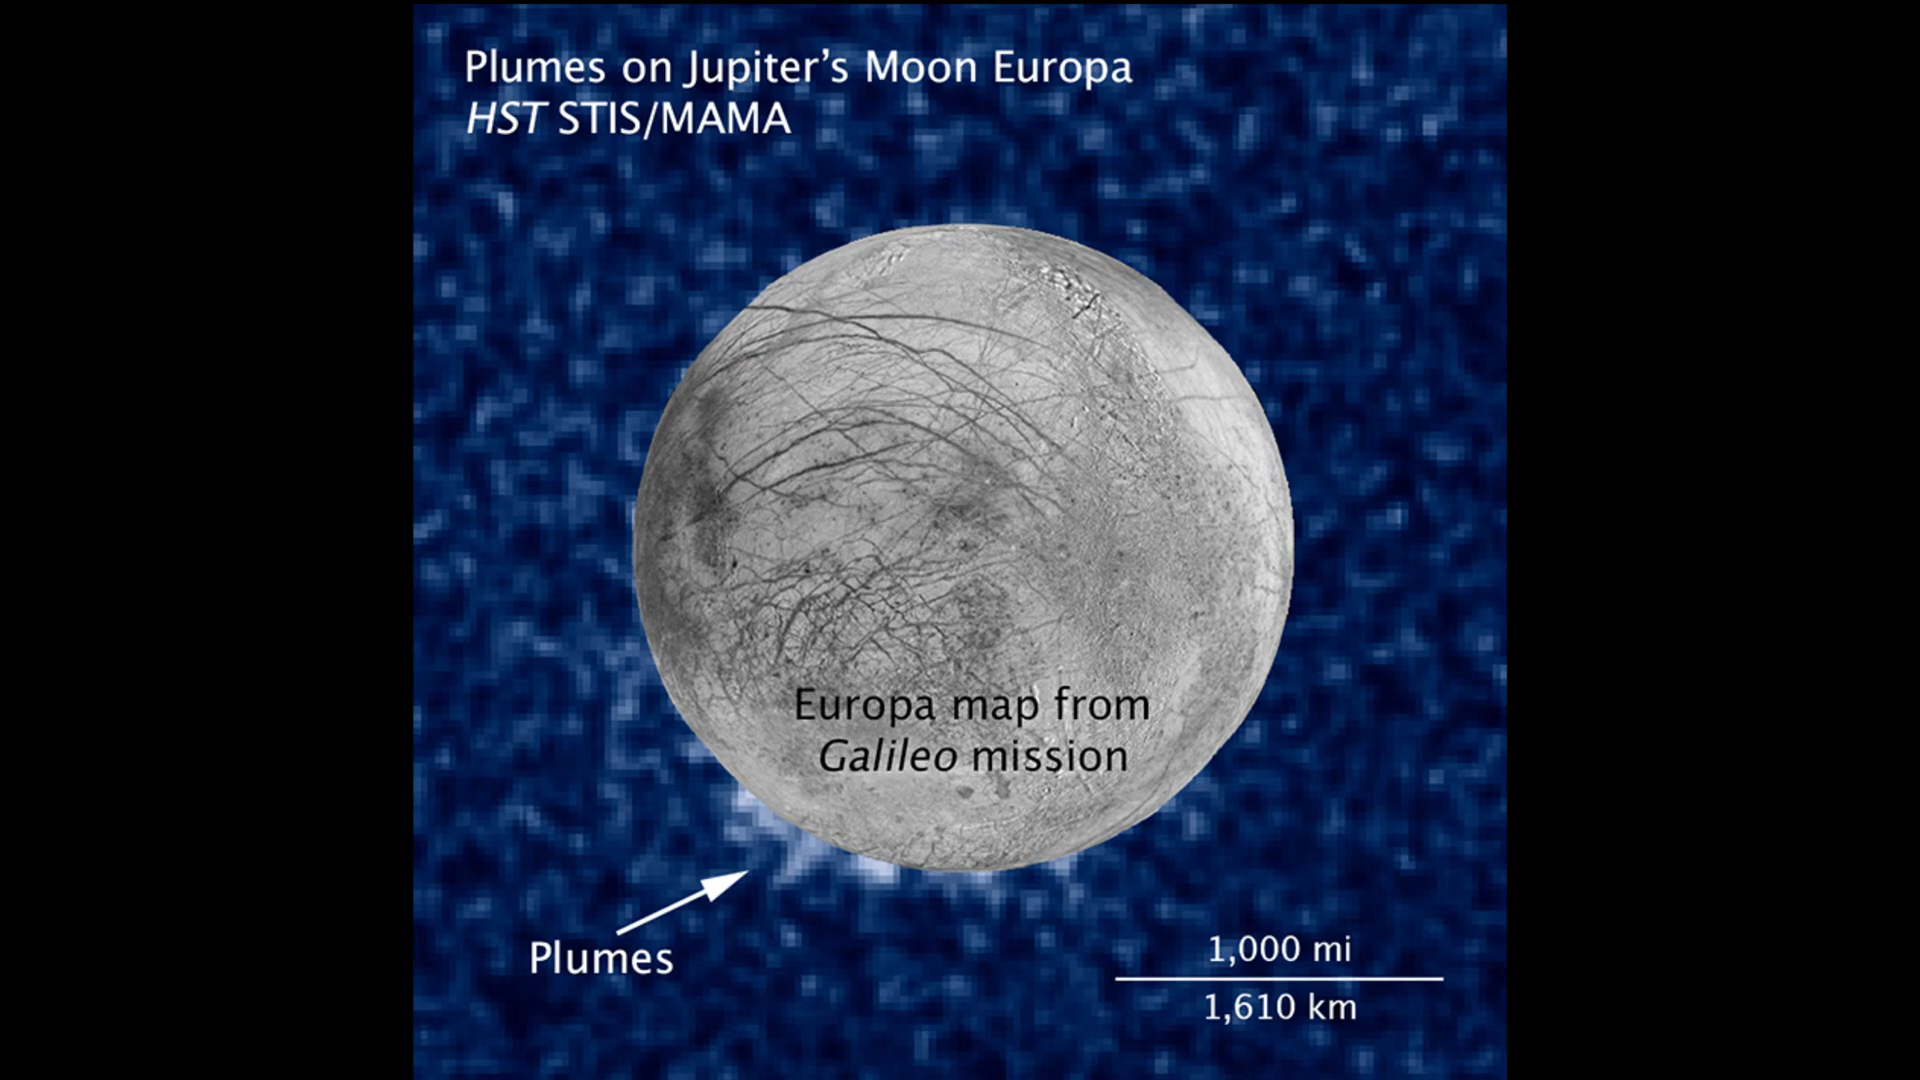 Plumes on Jupiter’s Moon Europa
HST STIS/MAMA
Europa map from
Galileo mission
Plumes
1,000 mi
1,610 km